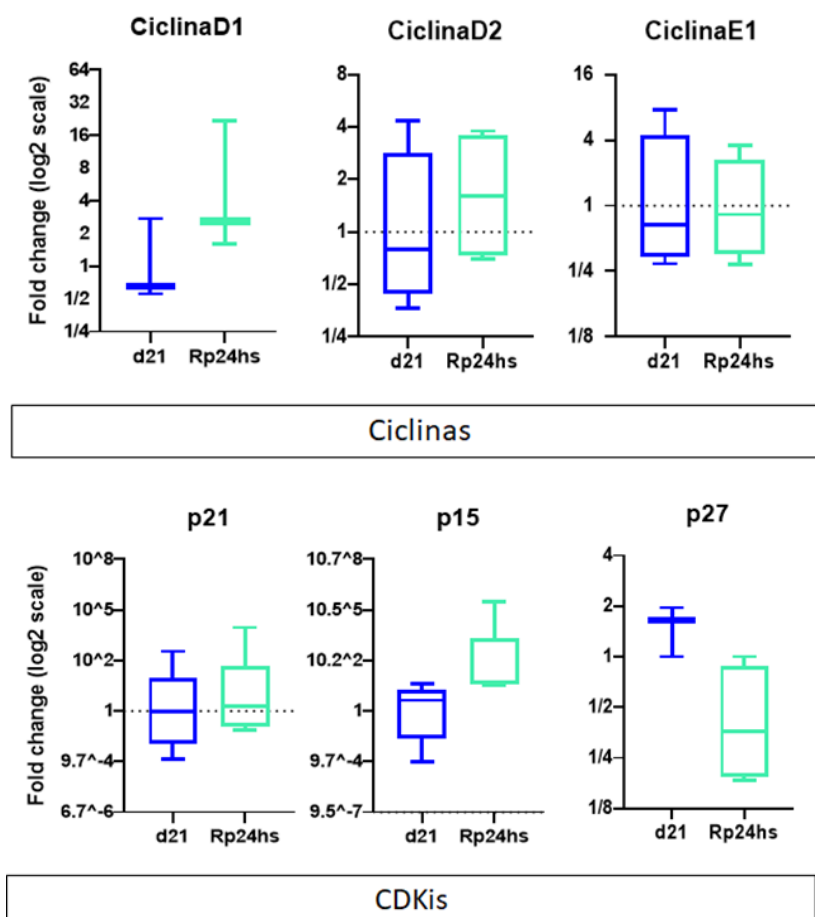 CiclinaD1
CiclinaD2
CiclinaE1
Fold change (log2 scale)
64
32
16
8
4
2
1
1/2
1/4
d21
Rp24hs
8
4
2
1
1/2
1/4
d21
Rp24hs
16
4
1
1/4
1/8
d21
Rp24hs
Ciclinas
p21
p15
p27
Fold change (log2 scale)
10^8
10^5
10^2
1
9.7^-4
6.7^-6
d21
Rp24hs
10.7^8
10.5^5
10.2^2
1
9.7^-4
9.5^-7
d21
Rp24hs
4
2
1
1/2
1/4
1/8
d21
Rp24hs
CDKis